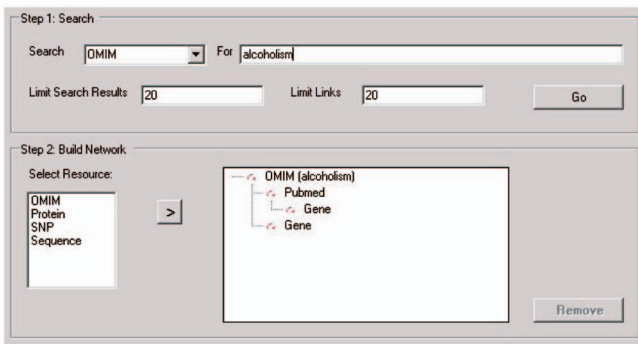 Step 1: Search
Search OMIM For alcoholism
Limit Search Results 20 Limit Links 20 Go
Step 2: Build Network
Select Resource:
OMIM
Protein
SNP
Sequence
>
OMIM (alcoholism)
Pubmed
Gene
Gene
Remove